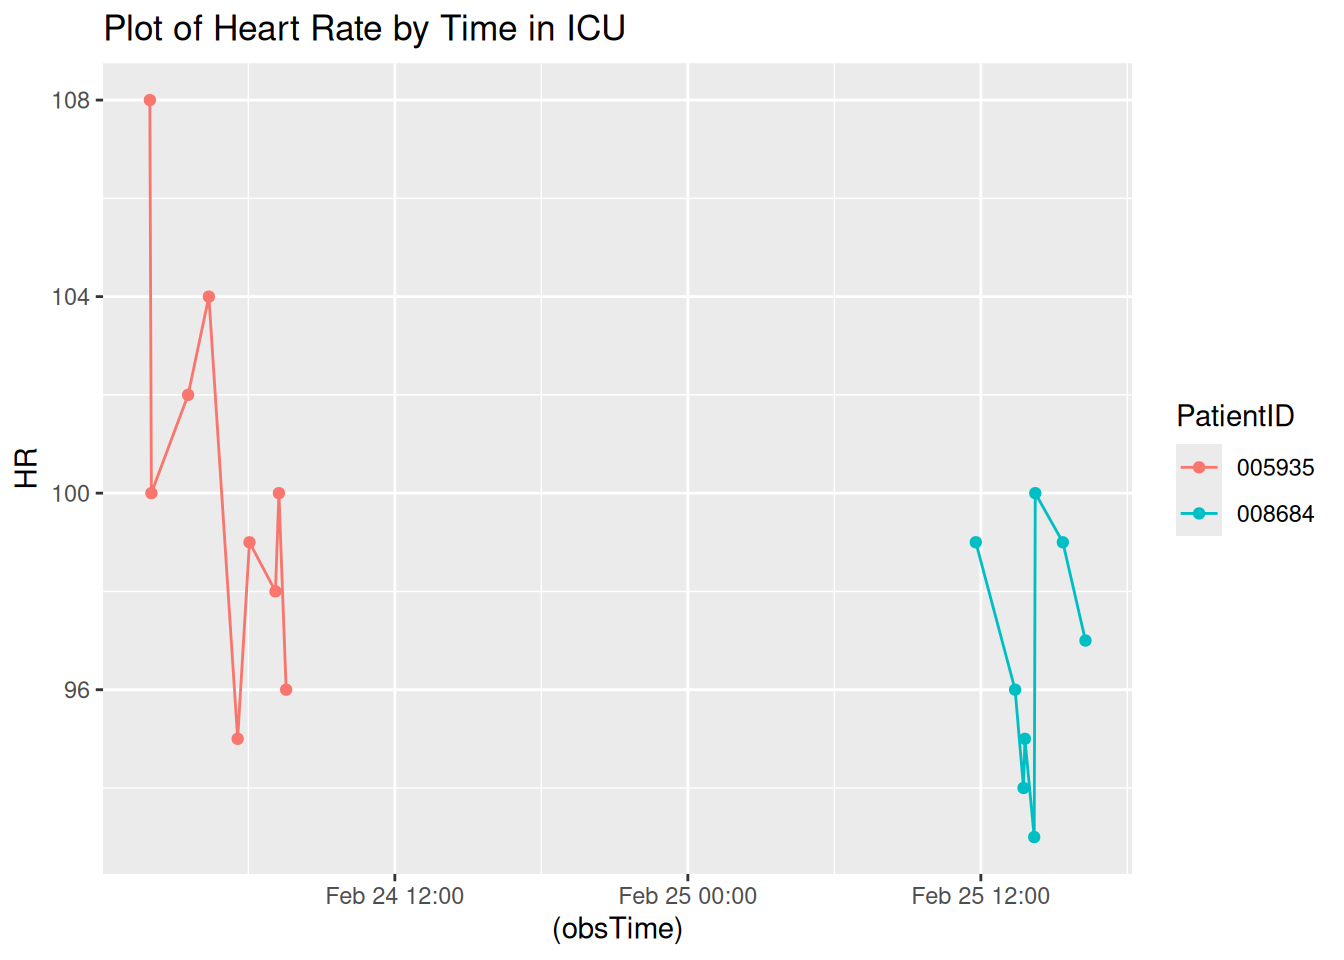 Plot of Heart Rate by Time in ICU
108
104
100
96
HR
Feb 24 12:00
Feb 25 00:00
Feb 25 12:00
(obsTime)
PatientID
005935
008684